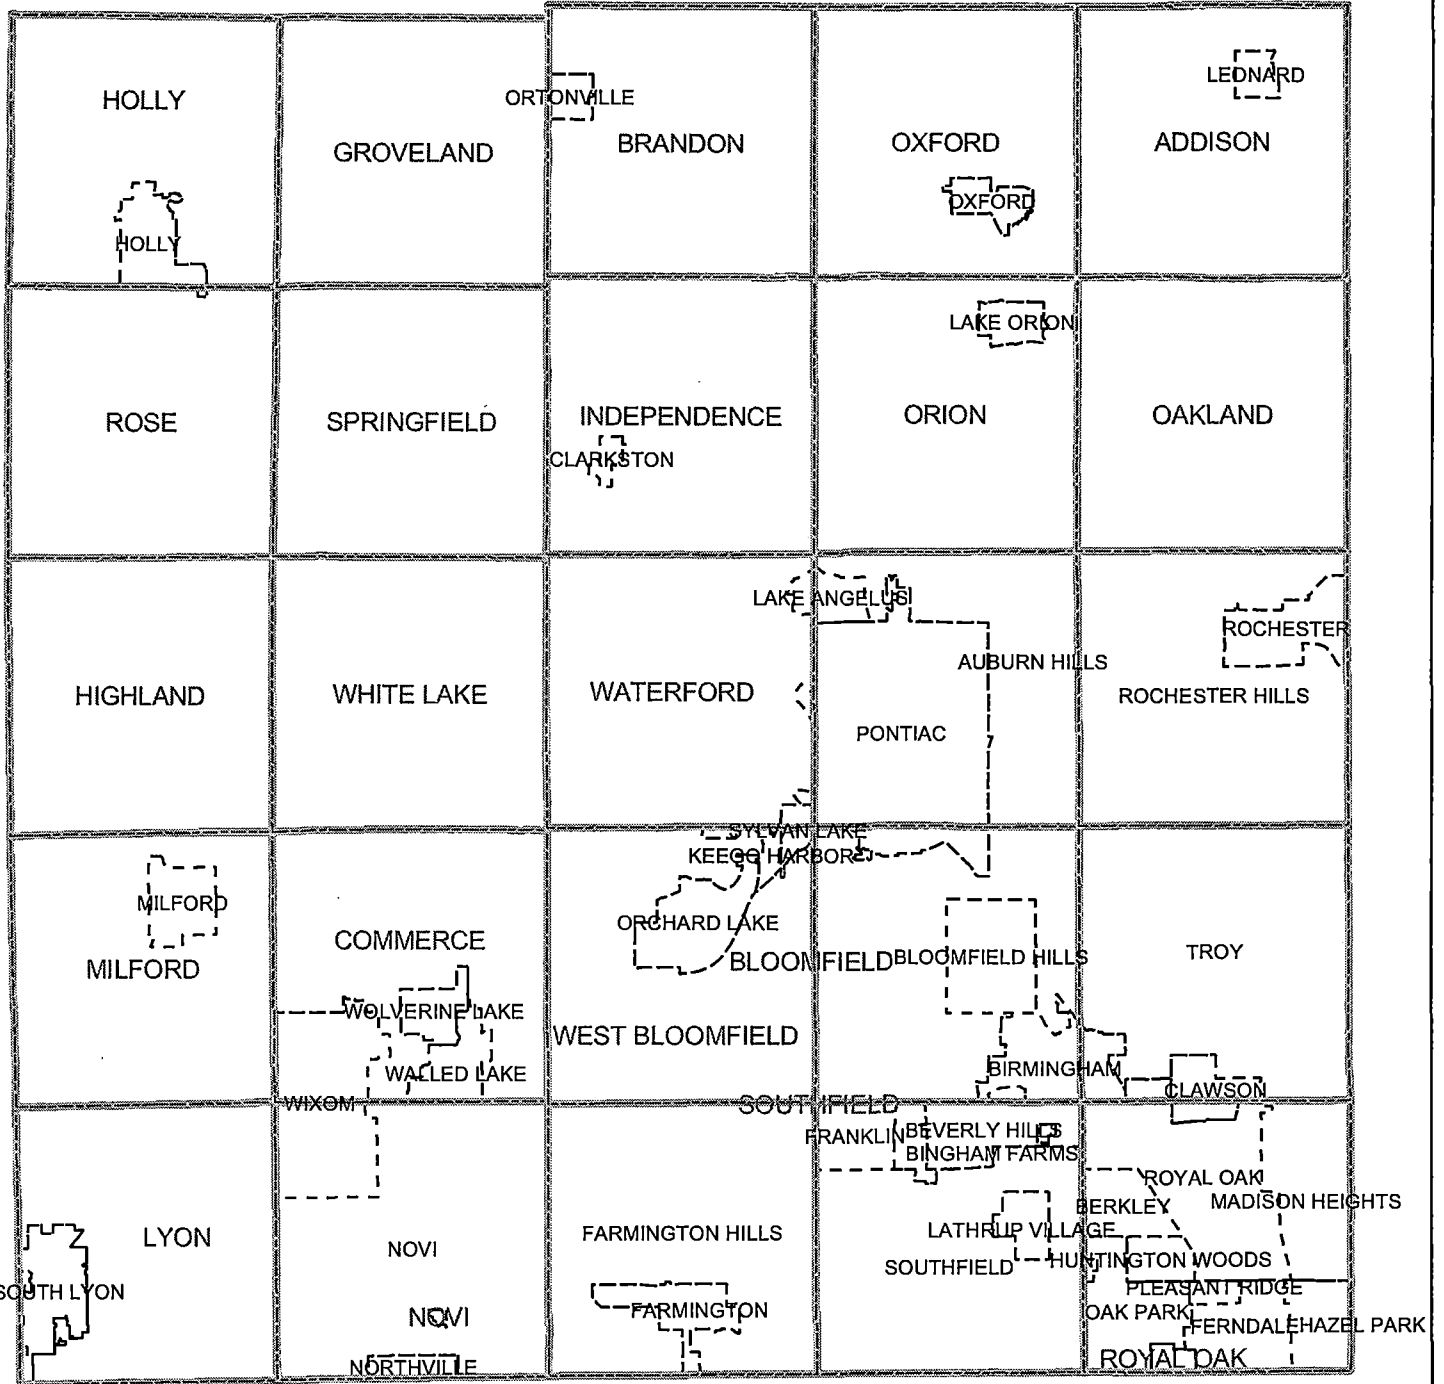 LEONARD
ORTONVILLE
HOLLY
BRANDON
OXFORD
ADDISON
GROVELAND
OXFORD
HOLLY
LAKE ORION
ROSE
SPRINGFIELD
INDEPENDENCE
ORION
OAKLAND
CLARKSTON
LAKE ANGELUS
ROCHESTER
AUBURN HILLS
HIGHLAND
WHITE LAKE
WATERFORD
ROCHESTER HILLS
PONTIAC
SYLVAN LAKE
KEEGO HARBOR
MILFORD
ORCHARD LAKE
COMMERCE
TROY
MILFORD
BLOOMFIELD
BLOOMFIELD HILLS
WOLVERINE LAKE
WEST BLOOMFIELD
WALLED LAKE
BIRMINGHAM
CLAWSON
WIXOM
SOUTHFIELD
FRANKLIN
BEVERLY HILLS
BINGHAM FARMS
ROYAL OAK
BERKLEY
MADISON HEIGHTS
LYON
NOVI
FARMINGTON HILLS
LATHRUP VILLAGE
SOUTHFIELD
HUNTINGTON WOODS
SOUTH LYON
PLEASANT RIDGE
NOVI
FARMINGTON
OAK PARK
FERNDALE
HAZEL PARK
NORTHVILLE
ROYAL OAK